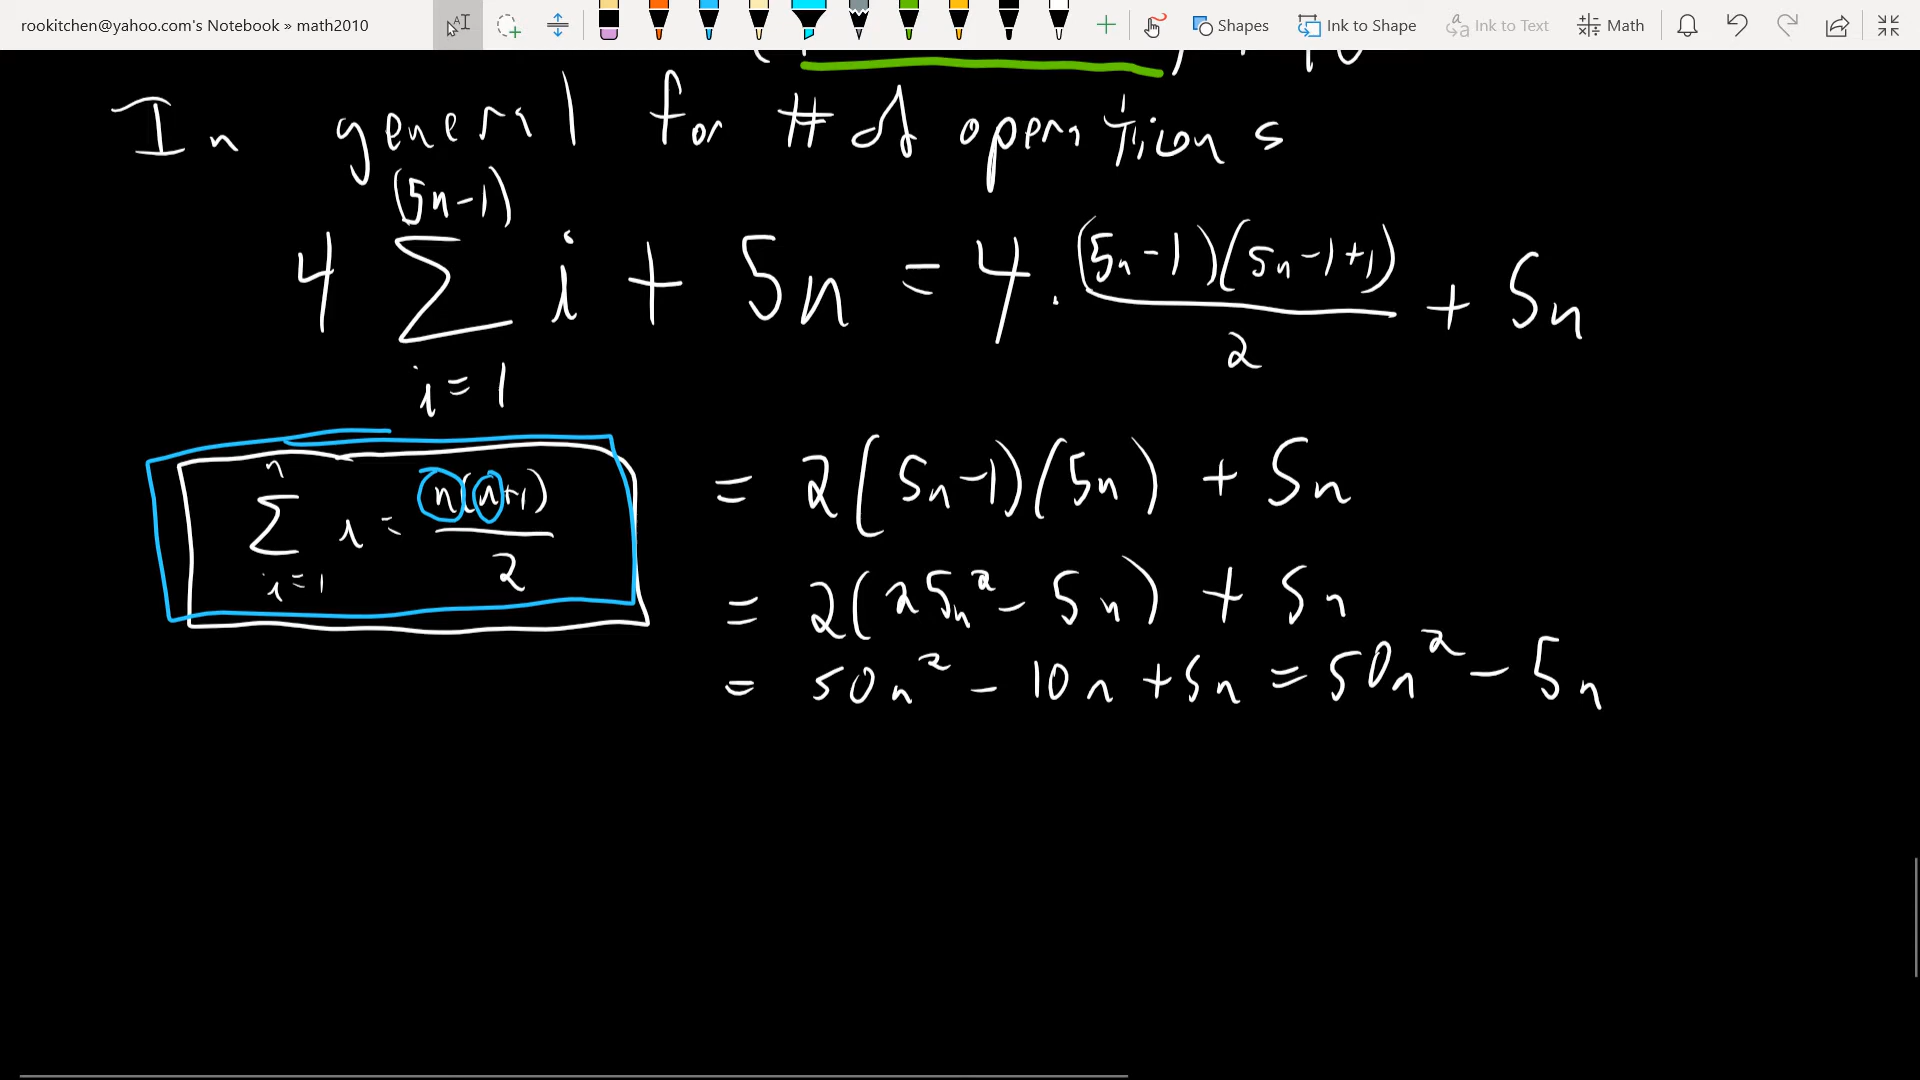 rookitchen@yahoo.com's Notebook » math2010
Shapes
Ink to Shape
Ink to Text
Math
In general for # of operations
(5n-1)
4 ∑ i + 5n = 4 · (5n-1)(5n-1+1)/2 + 5n
i = 1
= 2(5n-1)(5n) + 5n
n
∑ i = n(n+1)/2
i=1
= 2(25n² - 5n) + 5n
= 50n² - 10n + 5n = 50n² - 5n